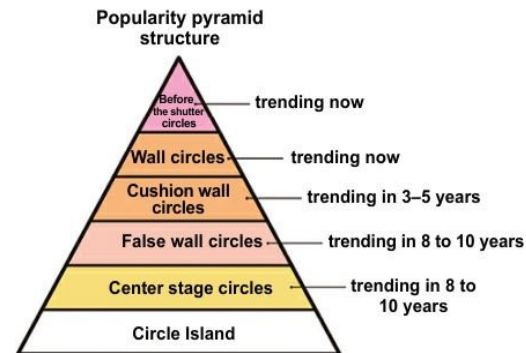 Popularity pyramid
structure
Before
the shutter
circles
trending now
Wall circles
trending now
Cushion wall
circles
trending in 3–5 years
False wall circles
trending in 8 to 10 years
Center stage circles
trending in 8 to
10 years
Circle Island